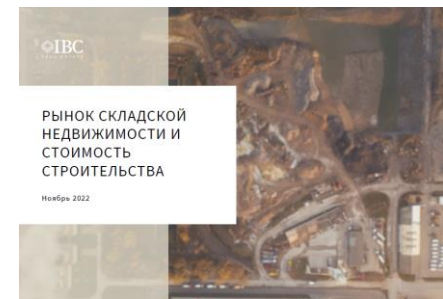 IBC
РЫНОК СКЛАДСКОЙ
НЕДВИЖИМОСТИ И
СТОИМОСТЬ
СТРОИТЕЛЬСТВА
Ноябрь 2022